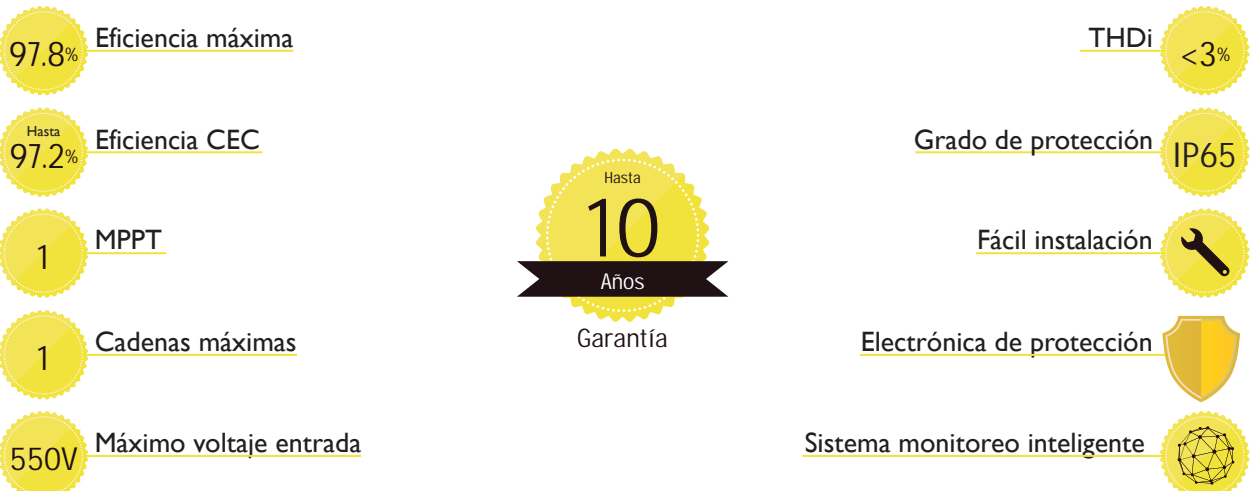 97.8%
Eficiencia máxima
Hasta
97.2%
Eficiencia CEC
1
MPPT
1
Cadenas máximas
550V
Máximo voltaje entrada
Hasta
10
Años
Garantía
THDi
<3%
Grado de protección
IP65
Fácil instalación
Electrónica de protección
Sistema monitoreo inteligente